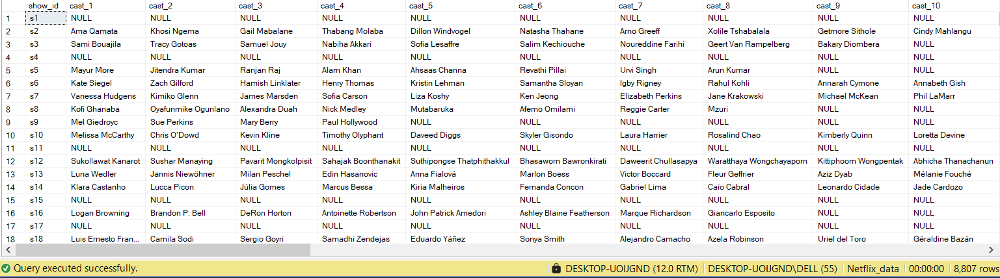 show_id cast_1 cast_2 cast_3 cast_4 cast_5 cast_6 cast_7 cast_8 cast_9 cast_10
1 s1 NULL NULL NULL NULL NULL NULL NULL NULL NULL NULL
2 s2 Ama Qamata Khosi Ngema Gail Mabalane Thabang Molaba Dillon Windvogel Natasha Thahane Arno Greeff Xolile Tshabalala Getmore Sithole Cindy Mahlangu
3 s3 Sami Bouajila Tracy Gotoas Samuel Jouy Nabiha Akkari Sofia Lesaffre Salim Kechiouche Noureddine Farihi Geert Van Rampelberg Bakary Diombera NULL
4 s4 NULL NULL NULL NULL NULL NULL NULL NULL NULL NULL
5 s5 Mayur More Jitendra Kumar Ranjan Raj Alam Khan Ahsaas Channa Revathi Pillai Urvi Singh Arun Kumar NULL NULL
6 s6 Kate Siegel Zach Gilford Hamish Linklater Henry Thomas Kristin Lehman Samantha Sloyan Igby Rigney Rahul Kohli Annarah Cymone Annabeth Gish
7 s7 Vanessa Hudgens Kimiko Glenn James Marsden Sofia Carson Liza Koshy Ken Jeong Elizabeth Perkins Jane Krakowski Michael McKean Phil LaMarr
8 s8 Kofi Ghanaba Oyafunmike Ogunlano Alexandra Duah Nick Medley Mutabaruka Afemo Omilami Reggie Carter Mzuri NULL NULL
9 s9 Mel Giedroyc Sue Perkins Mary Berry Paul Hollywood NULL NULL NULL NULL NULL NULL
10 s10 Melissa McCarthy Chris O'Dowd Kevin Kline Timothy Olyphant Daveed Diggs Skyler Gisondo Laura Harrier Rosalind Chao Kimberly Quinn Loretta Devine
11 s11 NULL NULL NULL NULL NULL NULL NULL NULL NULL NULL
12 s12 Sukollawat Kanarot Sushar Manaying Pavarit Mongkolpisit Sahajak Boonthanakit Suthipongse Thatphithakkul Bhasaworn Bawronkirati Daweerit Chullasapya Waratthaya Wongchayaporn Kittiphoom Wongpentak Abhicha Thanachanun
13 s13 Luna Wedler Jannis Niewöhner Milan Peschel Edin Hasanovic Anna Fialová Marlon Boess Victor Boccard Fleur Geffrier Aziz Dyab Mélanie Fouché
14 s14 Klara Castanho Lucca Picon Júlia Gomes Marcus Bessa Kiria Malheiros Fernanda Concon Gabriel Lima Caio Cabral Leonardo Cidade Jade Cardozo
15 s15 NULL NULL NULL NULL NULL NULL NULL NULL NULL NULL
16 s16 Logan Browning Brandon P. Bell DeRon Horton Antoinette Robertson John Patrick Amedori Ashley Blaine Featherson Marque Richardson Giancarlo Esposito NULL NULL
17 s17 NULL NULL NULL NULL NULL NULL NULL NULL NULL NULL
18 s18 Luis Ernesto Fran... Camila Sodi Sergio Goyri Samadhi Zendejas Eduardo Yáñez Sonya Smith Alejandro Camacho Azela Robinson Uriel del Toro Géraldine Bazán
Query executed successfully. DESKTOP-UOIJGND (12.0 RTM) DESKTOP-UOIJGND\DELL (55) Netflix_data 00:00:00 8,807 rows